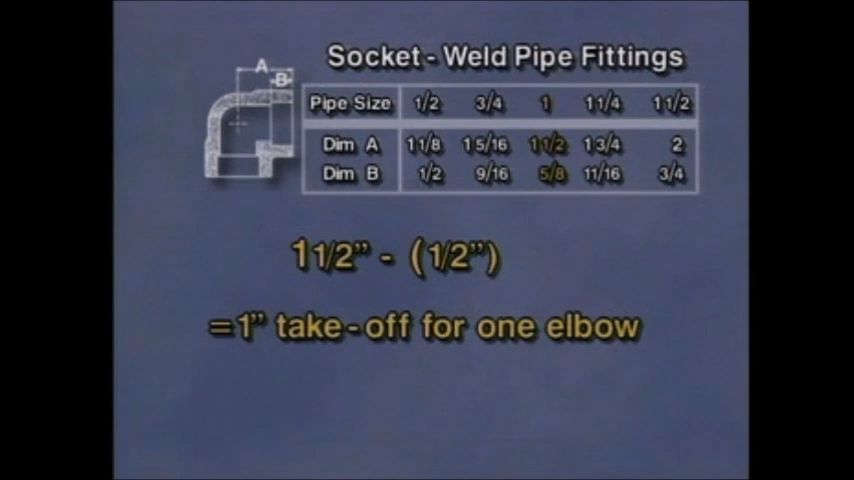 Socket - Weld Pipe Fittings
A
B
Pipe Size 1/2 3/4 1 1 1/4 1 1/2
Dim A 1 1/8 1 5/16 1 1/2 1 3/4 2
Dim B 1/2 9/16 5/8 11/16 3/4
1 1/2" - (1/2")
=1" take-off for one elbow